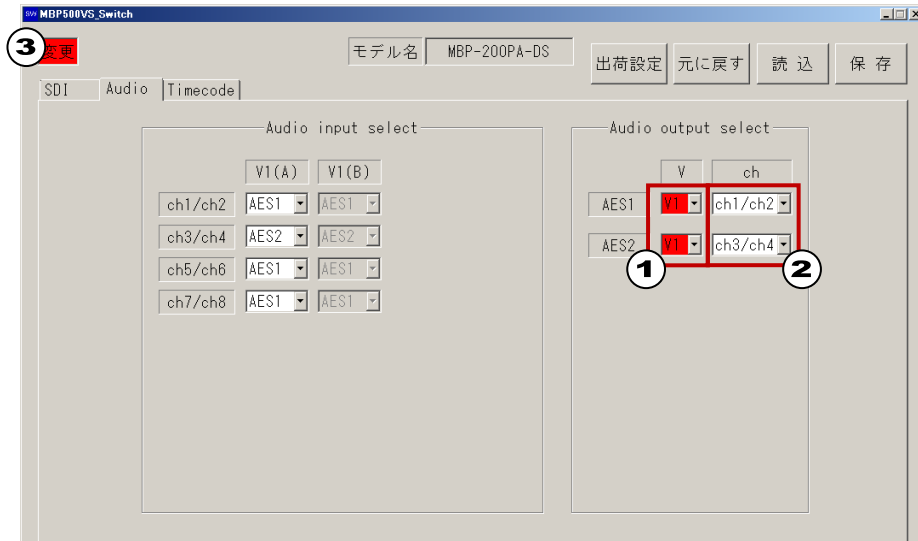 SW MBP500VS_Switch
③ 変更 モデル名 MBP-200PA-DS 出荷設定 元に戻す 読 込 保 存
SDI Audio Timecode
Audio input select
V1(A) V1(B)
ch1/ch2 AES1 AES1
ch3/ch4 AES2 AES2
ch5/ch6 AES1 AES1
ch7/ch8 AES1 AES1
Audio output select
V ch
AES1 V1 ch1/ch2
AES2 V1 ch3/ch4
① ②